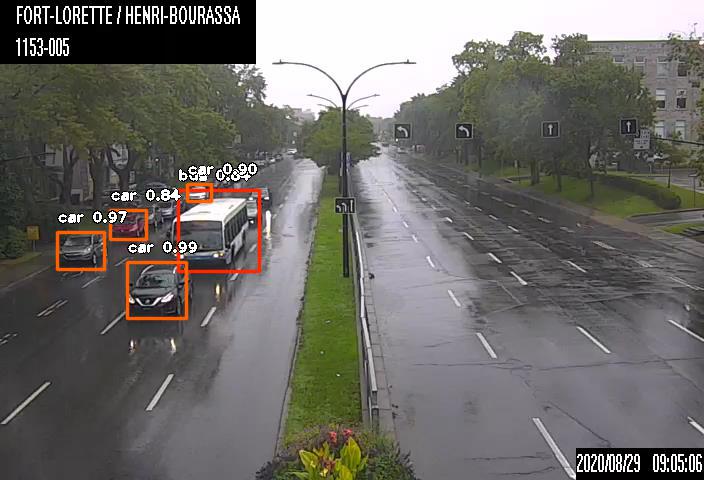 FORT-LORETTE / HENRI-BOURASSA
1153-005
car 0.90
car 0.84
car 0.97
car 0.99
2020/08/29 09:05:06